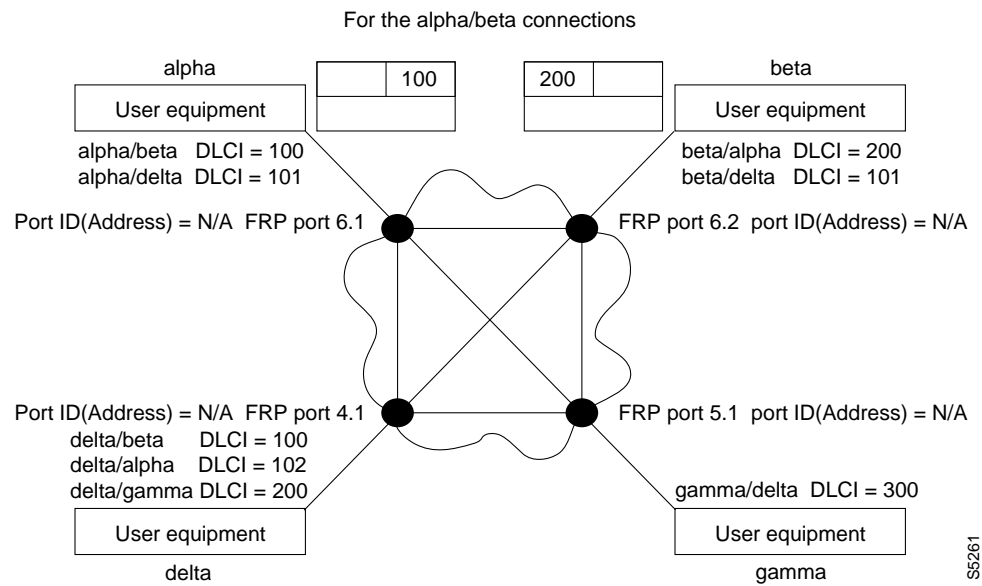 For the alpha/beta connections
alpha
100
200
beta
User equipment
User equipment
alpha/beta DLCI = 100
alpha/delta DLCI = 101
beta/alpha DLCI = 200
beta/delta DLCI = 101
Port ID(Address) = N/A FRP port 6.1
FRP port 6.2 port ID(Address) = N/A
Port ID(Address) = N/A FRP port 4.1
FRP port 5.1 port ID(Address) = N/A
delta/beta DLCI = 100
delta/alpha DLCI = 102
delta/gamma DLCI = 200
gamma/delta DLCI = 300
User equipment
User equipment
delta
gamma
S5261